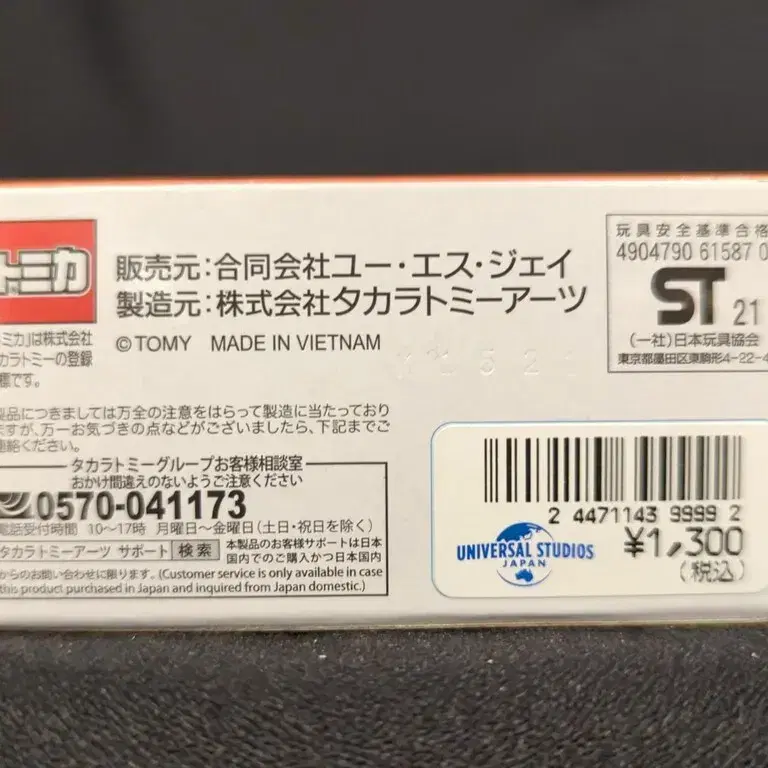 トミカ
販売元:合同会社ユー・エス・ジェイ
製造元:株式会社タカラトミーアーツ
©TOMY MADE IN VIETNAM
ミカ」は株式会社
カラトミーの登録
標です。
玩具安全基準合格
4904790 61587 0
ST 21
(一社)日本玩具協会
東京都墨田区東駒形4-22-4
製品につきましては万全の注意をはらって製造に当たっており
ますが、万一お気づきの点などがございましたら、下記までご
連絡ください。
タカラトミーグループお客様相談室
おかけ間違えのないようご注意ください
0570-041173
電話受付時間 10〜17時 月曜日〜金曜日(土・日・祝日を除く)
タカラトミーアーツ サポート 検索
本製品のお客様サポートは日本
国内でのご購入かつ日本国内
からのお問い合わせに限ります。(Customer service is only available in case
this product purchased in Japan and inquired from Japan domestic.)
2 4471143 9999 2
UNIVERSAL STUDIOS
JAPAN
¥1,300
(税込)